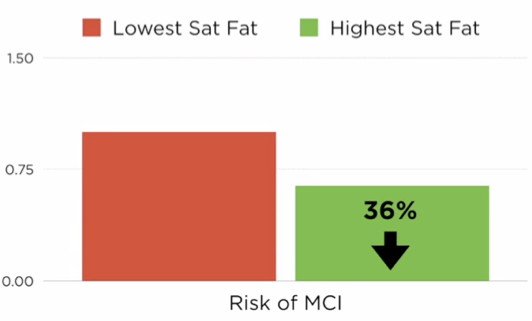 Lowest Sat Fat
Highest Sat Fat
1.50
0.75
36%
0.00
Risk of MCI